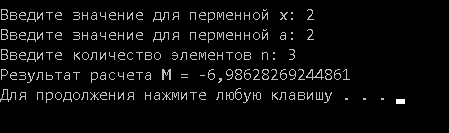 Введите значение для перменной x: 2
Введите значение для перменной a: 2
Введите количество элементов n: 3
Результат расчета M = -6,98628269244861
Для продолжения нажмите любую клавишу . . .